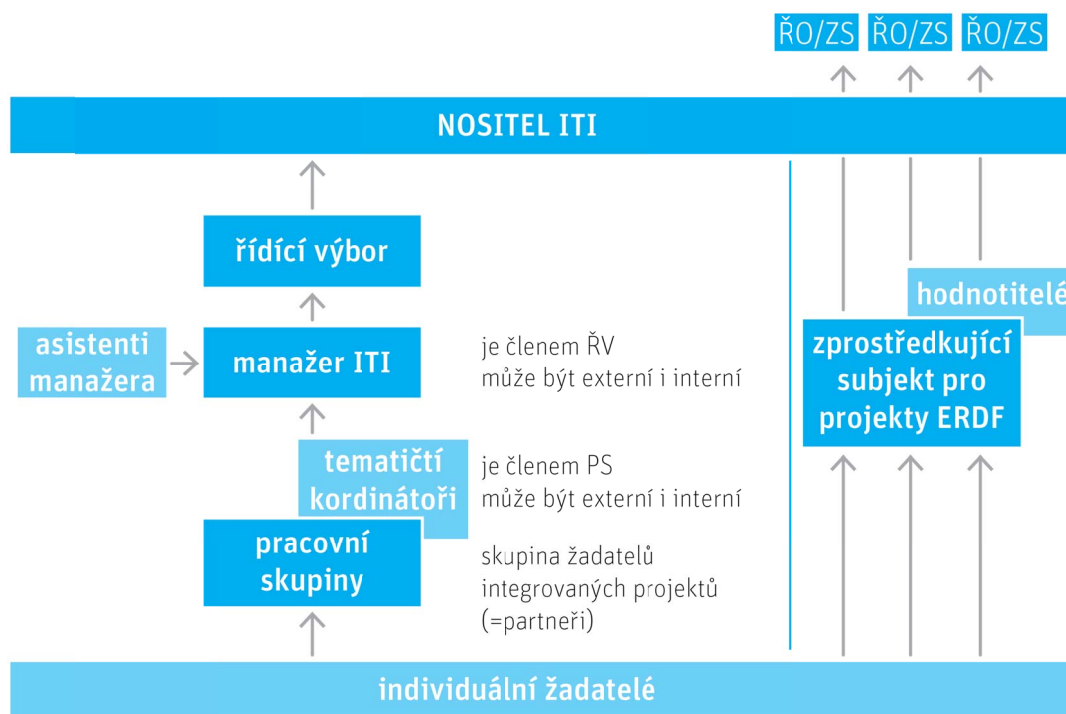 ŘO/ZS ŘO/ZS ŘO/ZS
NOSITEL ITI
řídící výbor
asistenti
manažera
manažer ITI
je členem ŘV
může být externí i interní
tematičtí
kordinátoři
je členem PS
může být externí i interní
pracovní
skupiny
skupina žadatelů
integrovaných projektů
(=partneři)
hodnotitelé
zprostředkující
subjekt pro
projekty ERDF
individuální žadatelé